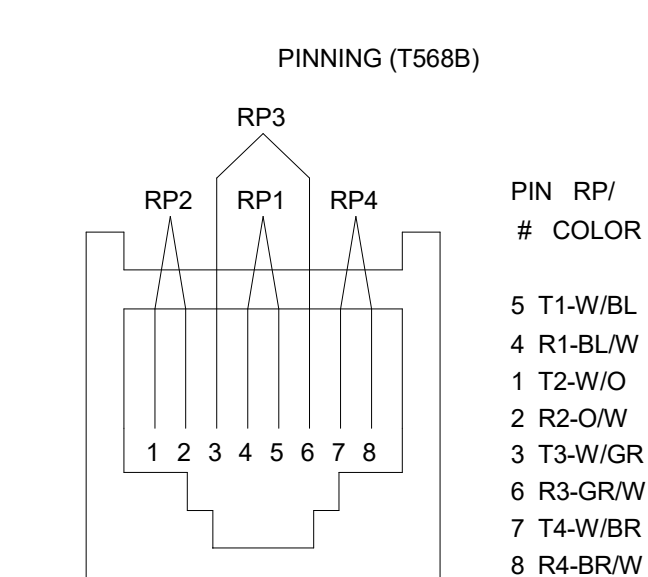 PINNING (T568B)
RP3
RP2 RP1 RP4
1 2 3 4 5 6 7 8
PIN RP/
# COLOR
5 T1-W/BL
4 R1-BL/W
1 T2-W/O
2 R2-O/W
3 T3-W/GR
6 R3-GR/W
7 T4-W/BR
8 R4-BR/W